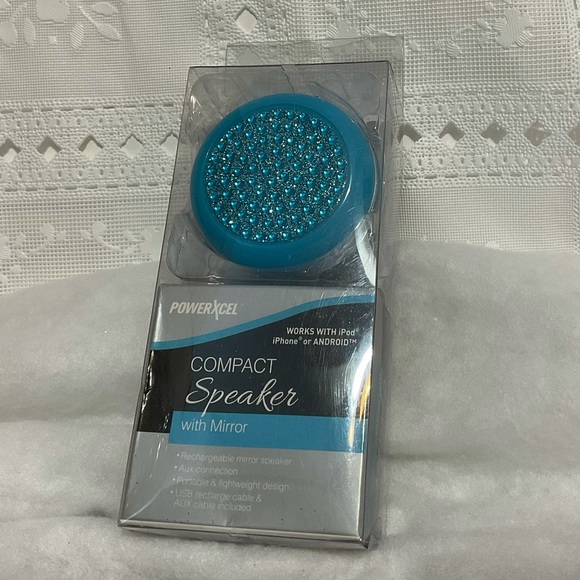 POWERXCEL
WORKS WITH iPod®
iPhone® or ANDROID™
COMPACT
Speaker
with Mirror
• Rechargeable mirror speaker
• Aux connection
• Portable & lightweight design
• USB recharge cable &
AUX cable included